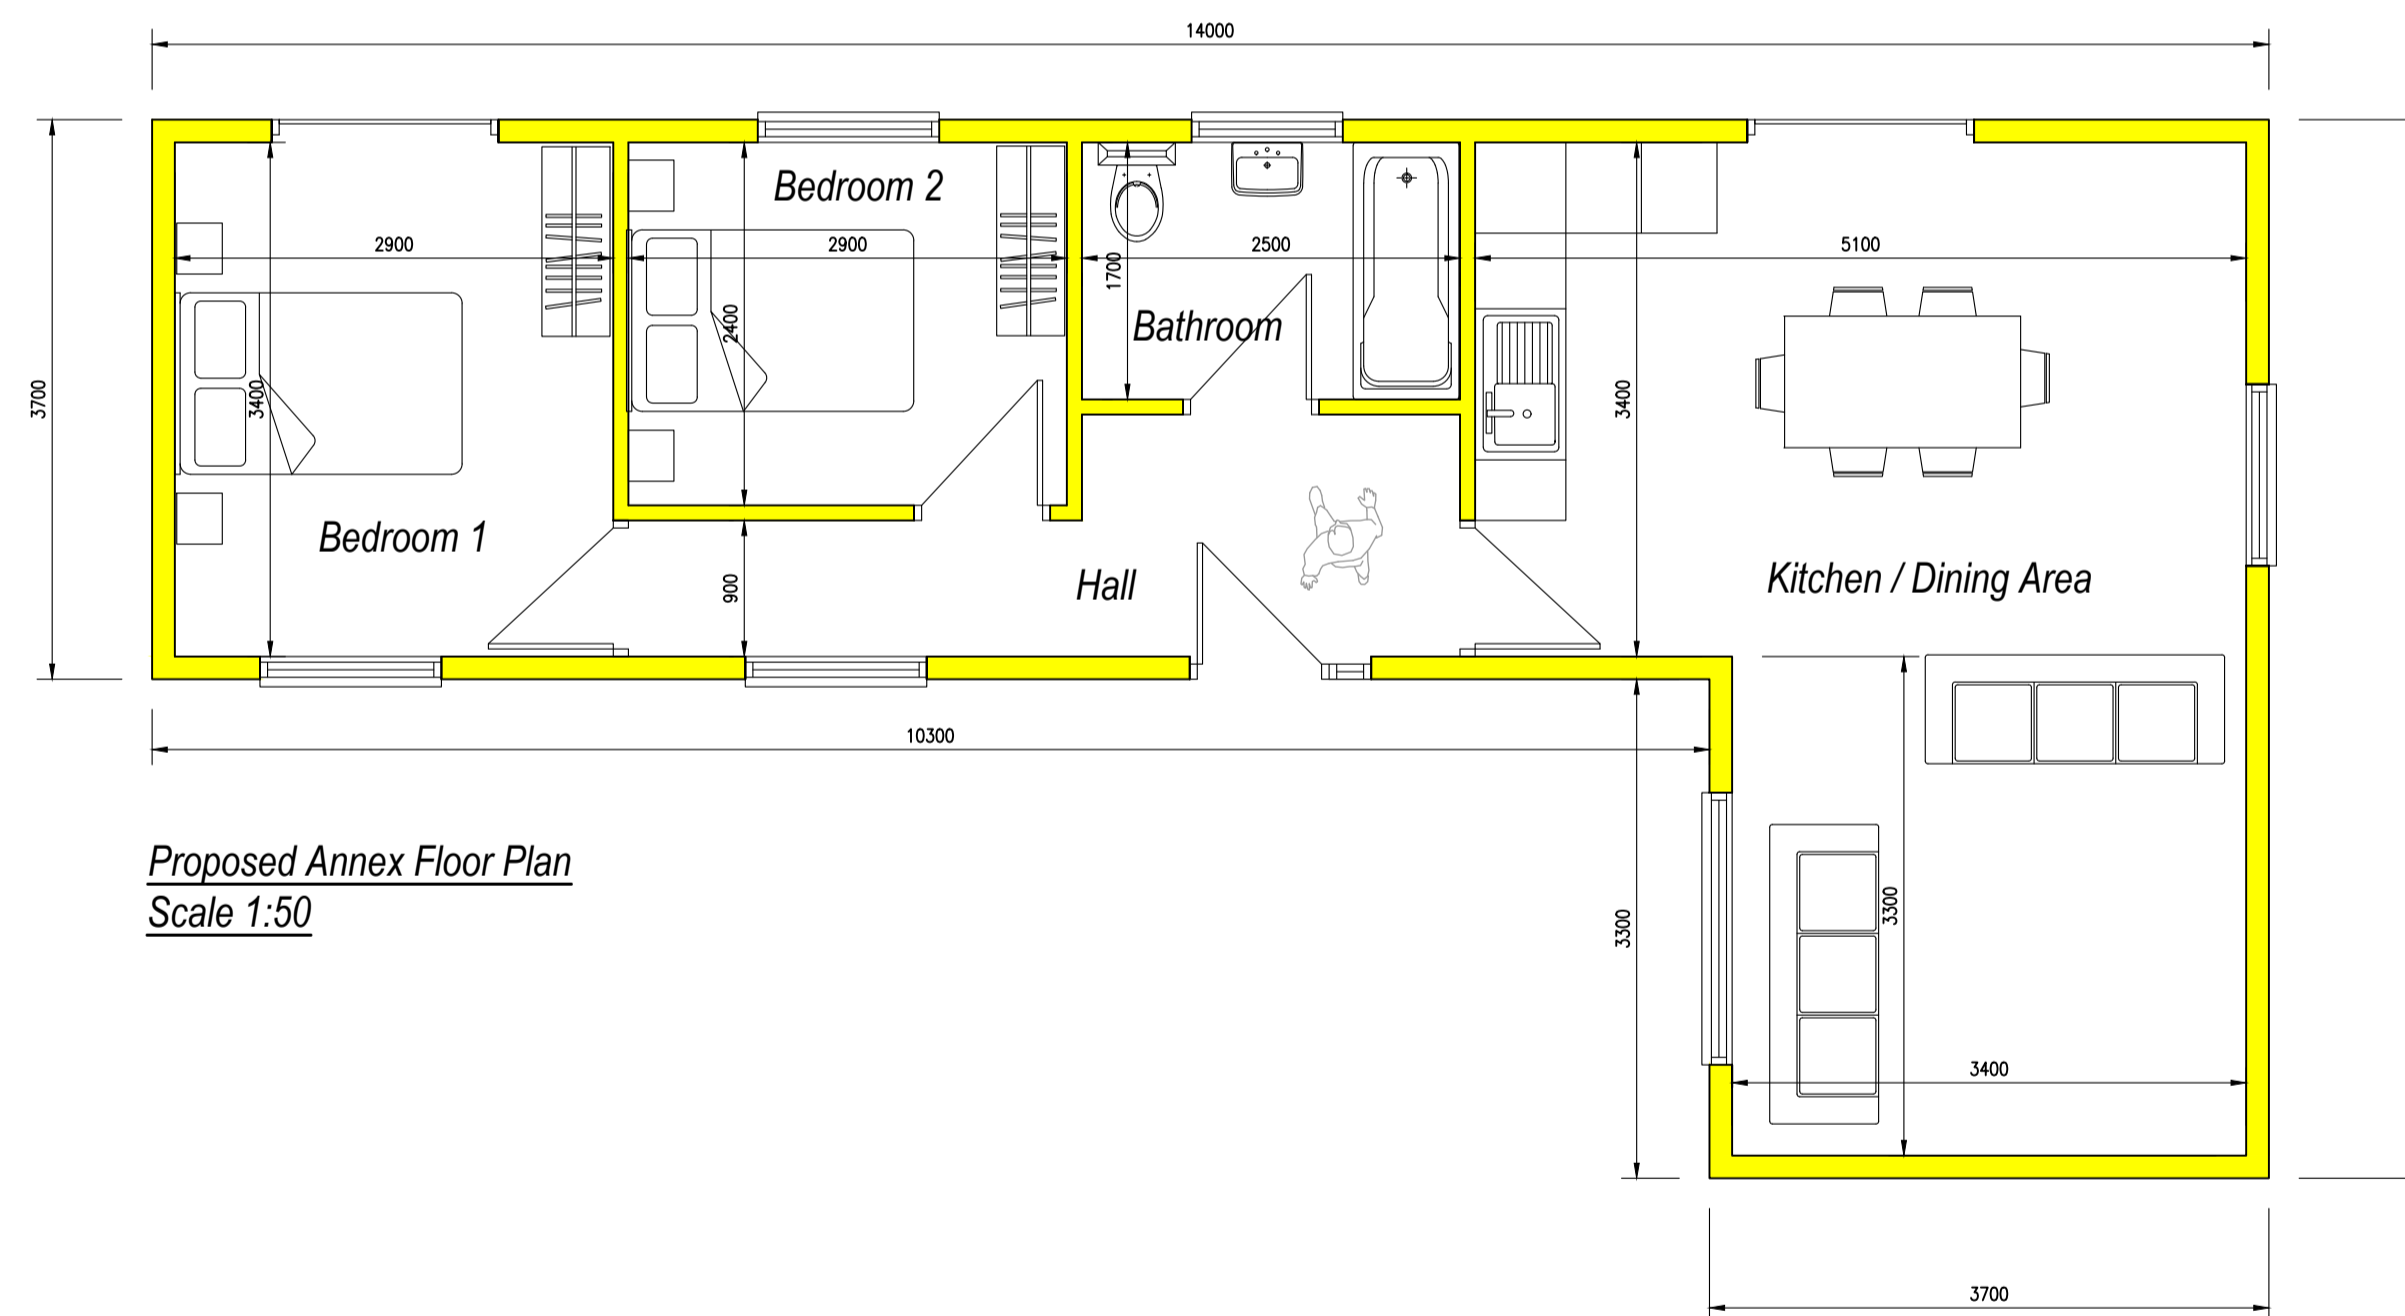 14000
Bedroom 2
2900
2900
2500
5100
1700
Bathroom
2400
3700
3400
3400
Bedroom 1
900
Hall
Kitchen / Dining Area
10300
Proposed Annex Floor Plan
Scale 1:50
3300
3300
3400
3700